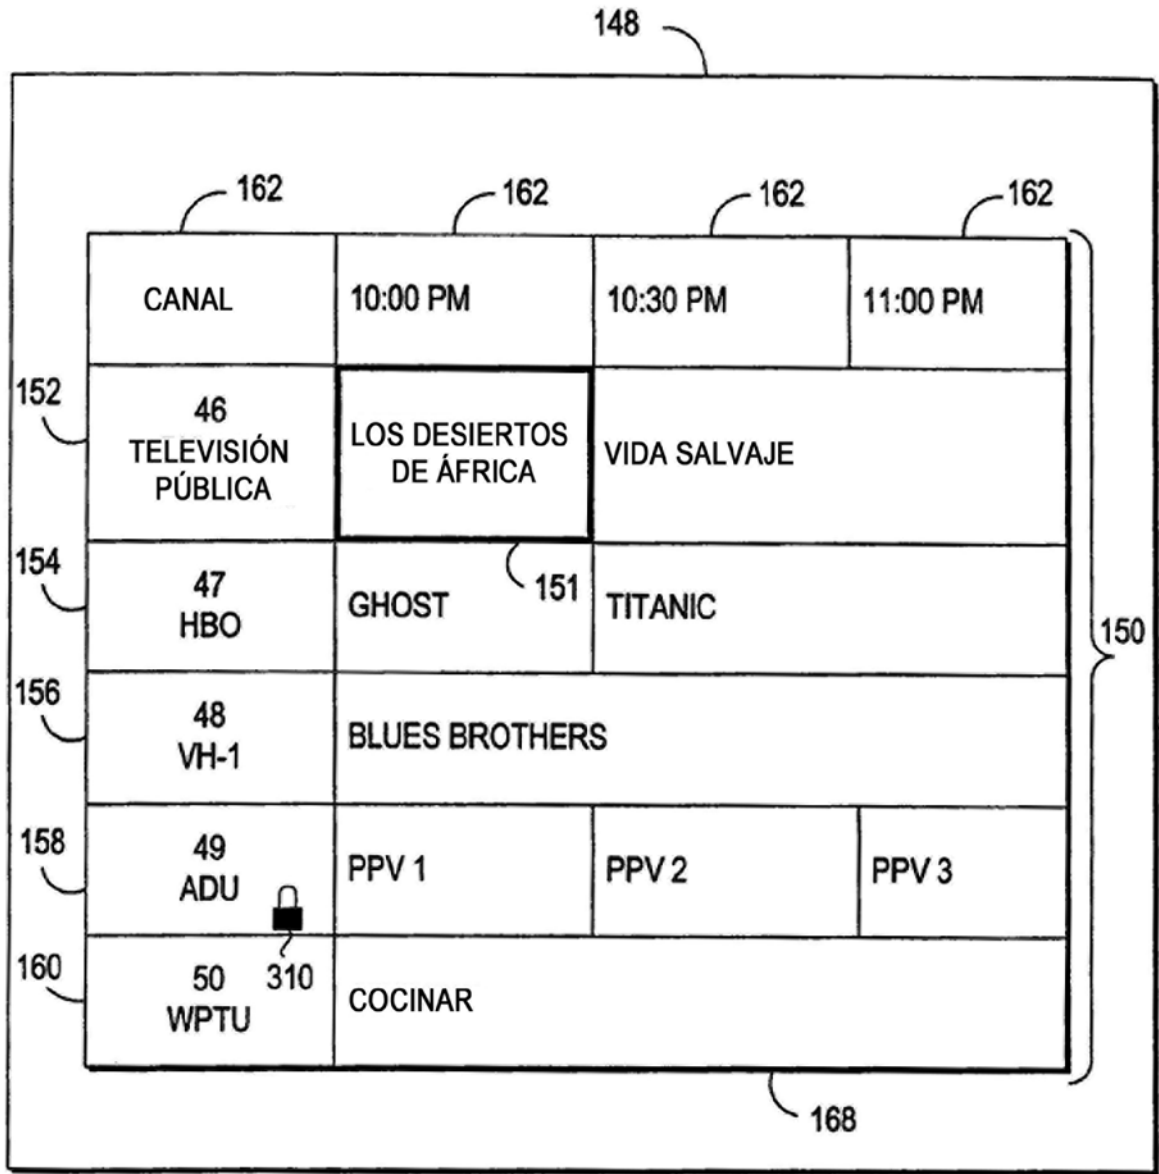 148
162
162
162
162
CANAL
10:00 PM
10:30 PM
11:00 PM
152
46
TELEVISIÓN
PÚBLICA
LOS DESIERTOS
DE ÁFRICA
VIDA SALVAJE
151
154
47
HBO
GHOST
TITANIC
150
156
48
VH-1
BLUES BROTHERS
158
49
ADU
PPV 1
PPV 2
PPV 3
310
160
50
WPTU
COCINAR
168